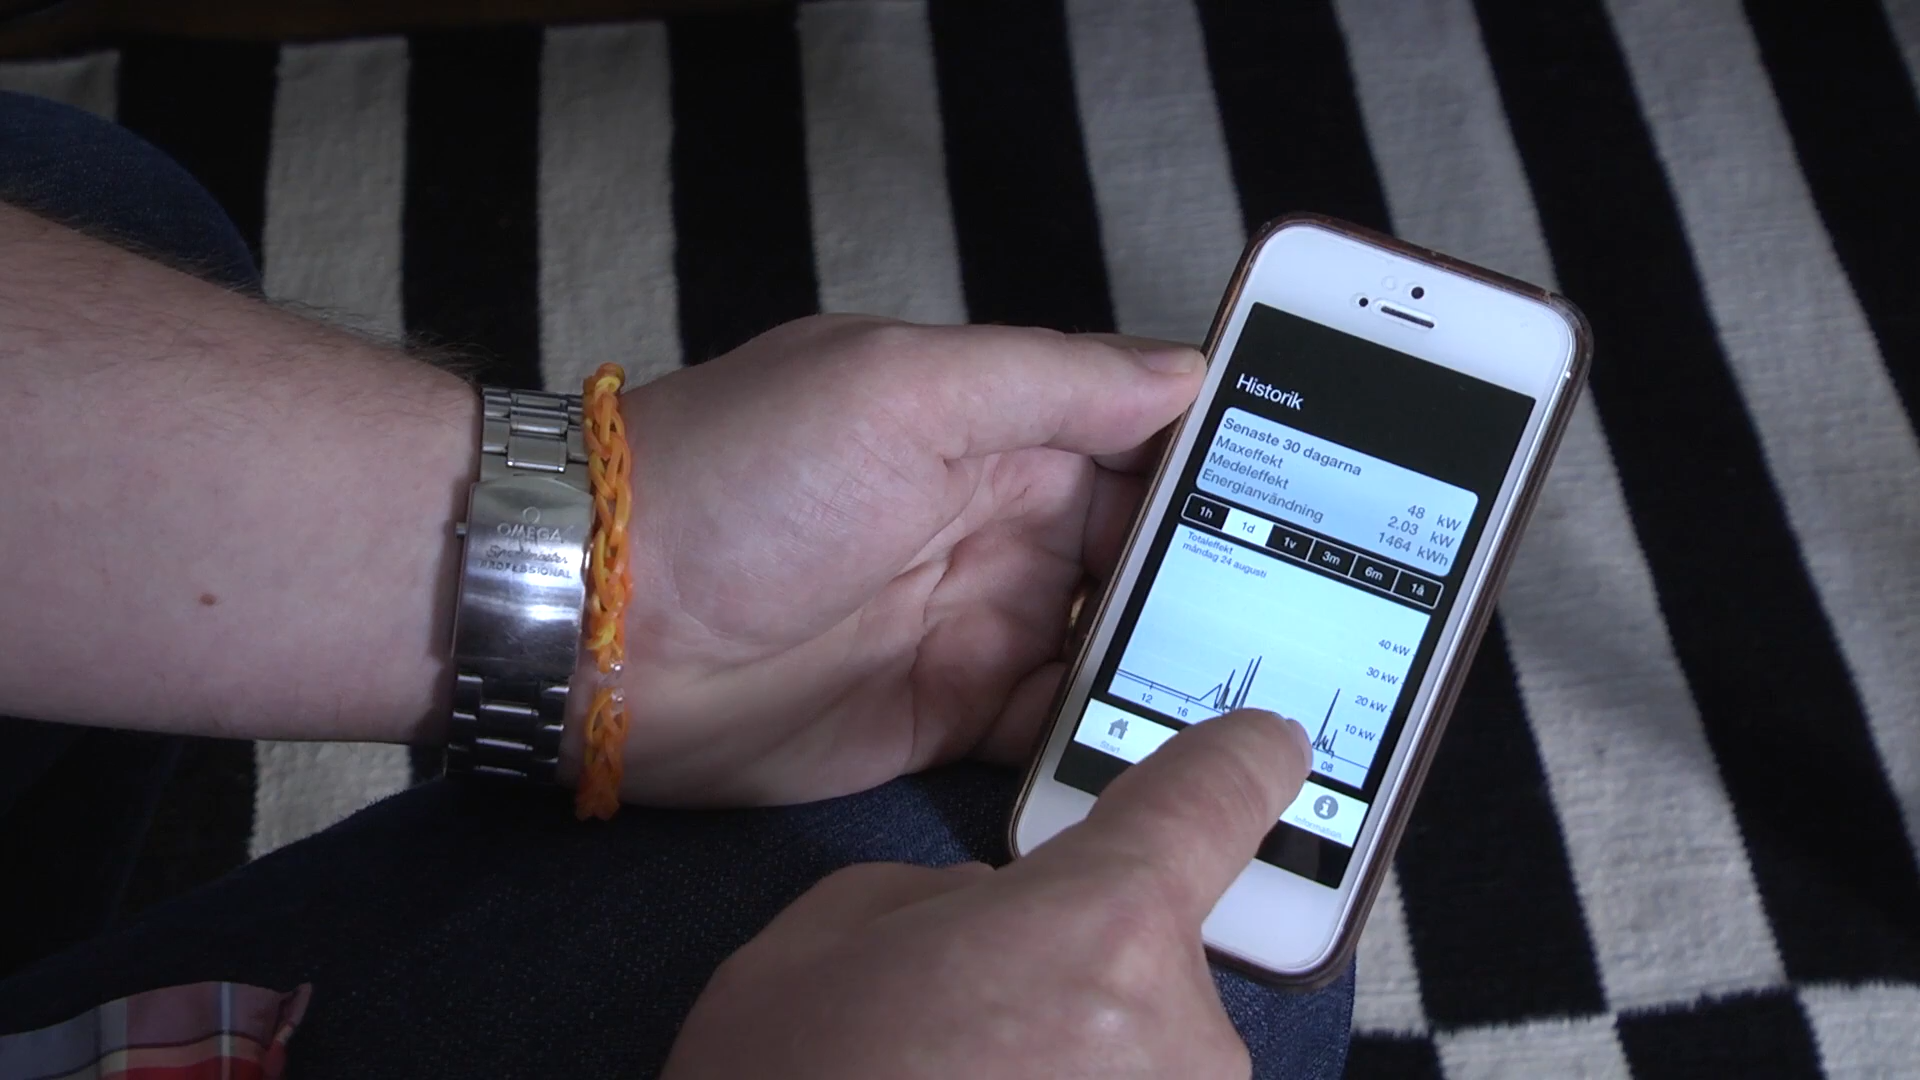 OMEGA
Speedmaster
PROFESSIONAL
Historik
Senaste 30 dagarna
Maxeffekt 48 kW
Medeleffekt 2.03 kW
Energianvändning 1464 kWh
1h 1d 1v 3m 6m 1å
Totaleffekt
måndag 24 augusti
40 kW
30 kW
20 kW
10 kW
12 16 08
Start Information